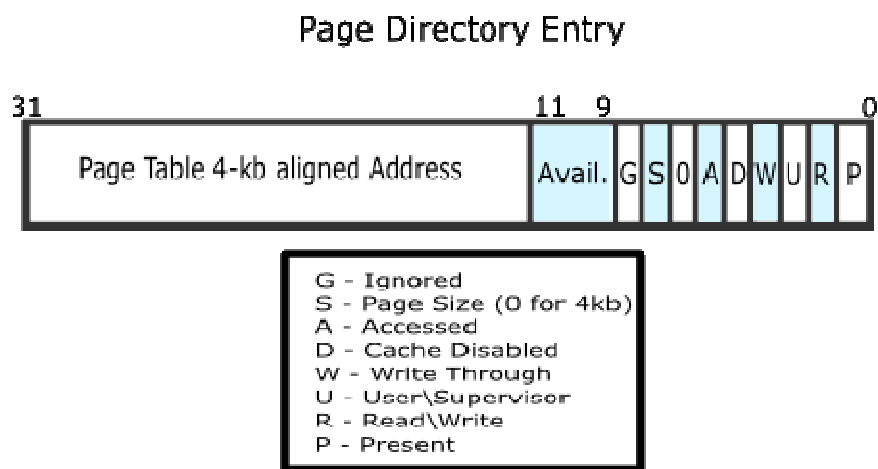 Page Directory Entry
31 11 9 0
Page Table 4-kb aligned Address Avail. G S 0 A D W U R P
G - Ignored
S - Page Size (0 for 4kb)
A - Accessed
D - Cache Disabled
W - Write Through
U - User\Supervisor
R - Read\Write
P - Present